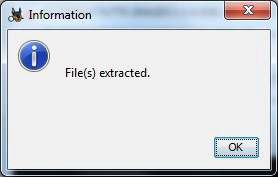 Information
File(s) extracted.
OK